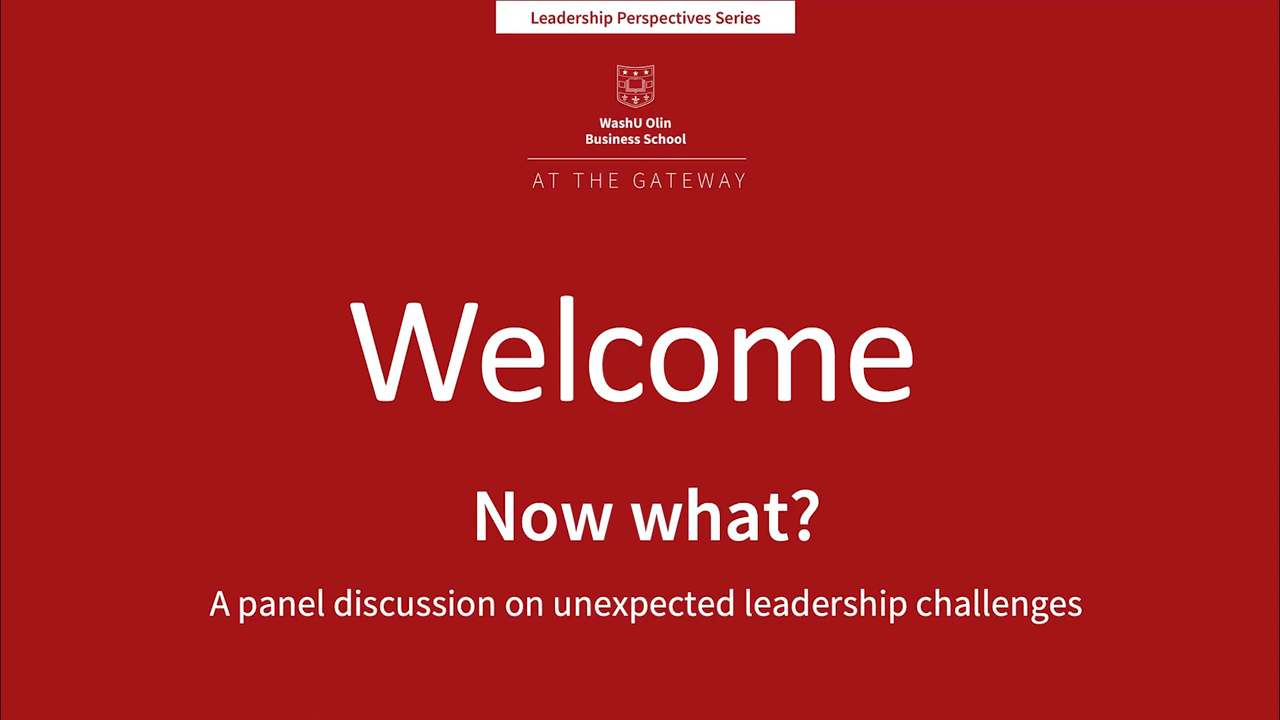 Leadership Perspectives Series
WashU Olin
Business School
AT THE GATEWAY
Welcome
Now what?
A panel discussion on unexpected leadership challenges